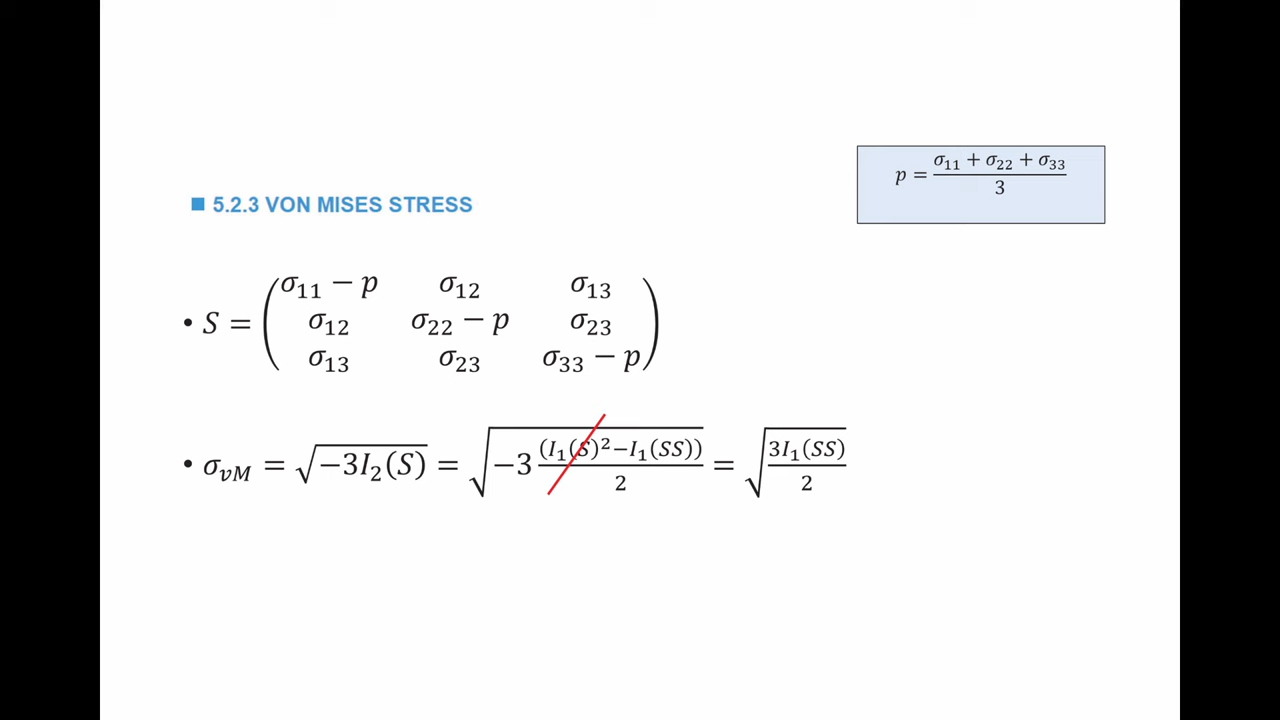 p = (σ₁₁ + σ₂₂ + σ₃₃)/3
■ 5.2.3 VON MISES STRESS
• S = (σ₁₁ − p  σ₁₂  σ₁₃
σ₁₂  σ₂₂ − p  σ₂₃
σ₁₃  σ₂₃  σ₃₃ − p)
• σᵥM = √(−3I₂(S)) = √(−3 (I₁(S)²−I₁(SS))/2) = √(3I₁(SS)/2)